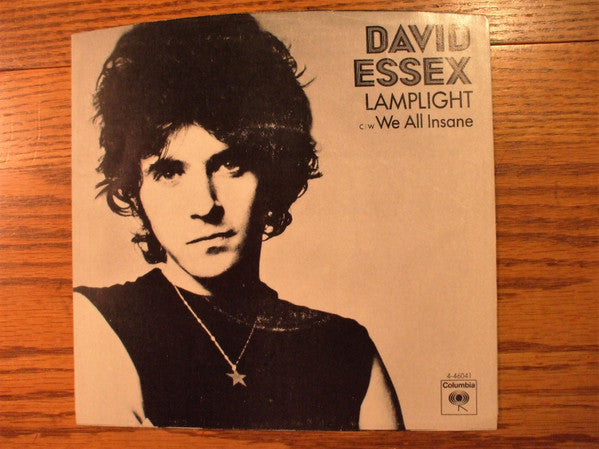 DAVID
ESSEX
LAMPLIGHT
C/W We All Insane
4-46041
Columbia